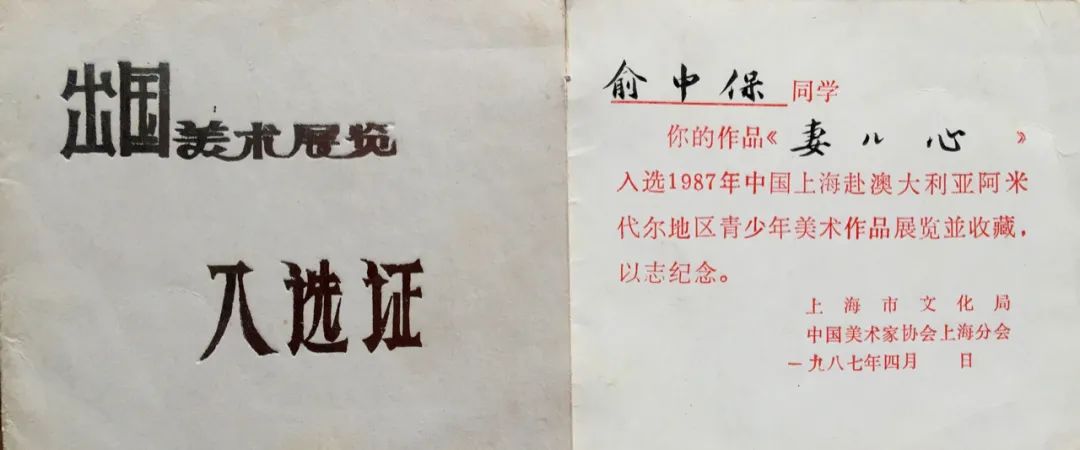 出国美术展览
入选证
俞中保同学
你的作品《妻儿心》
入选1987年中国上海赴澳大利亚阿米
代尔地区青少年美术作品展览並收藏，
以志纪念。
上海市文化局
中国美术家协会上海分会
一九八七年四月 日